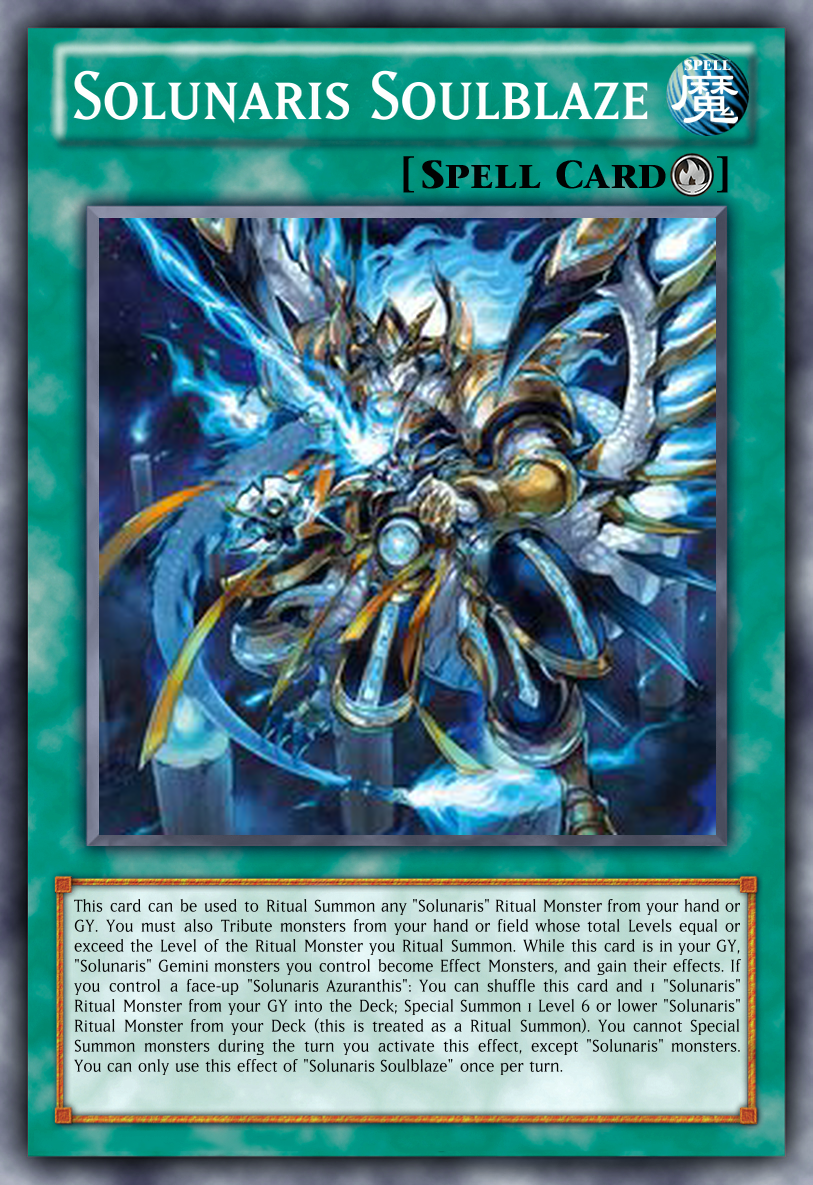 Solunaris Soulblaze
SPELL
魔
[Spell Card]
This card can be used to Ritual Summon any "Solunaris" Ritual Monster from your hand or
GY. You must also Tribute monsters from your hand or field whose total Levels equal or
exceed the Level of the Ritual Monster you Ritual Summon. While this card is in your GY,
"Solunaris" Gemini monsters you control become Effect Monsters, and gain their effects. If
you control a face-up "Solunaris Azuranthis": You can shuffle this card and 1 "Solunaris"
Ritual Monster from your GY into the Deck; Special Summon 1 Level 6 or lower "Solunaris"
Ritual Monster from your Deck (this is treated as a Ritual Summon). You cannot Special
Summon monsters during the turn you activate this effect, except "Solunaris" monsters.
You can only use this effect of "Solunaris Soulblaze" once per turn.